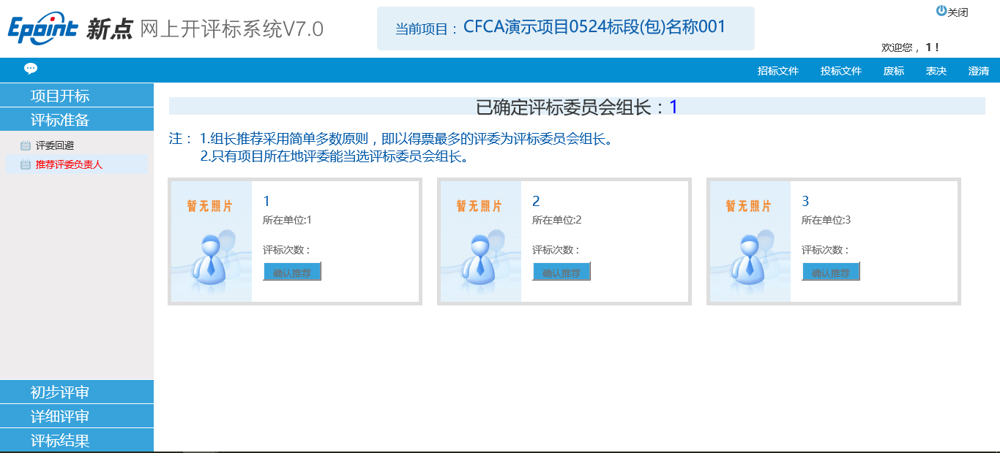 Epoint 新点 网上开评标系统V7.0
当前项目： CFCA演示项目0524标段(包)名称001
关闭
欢迎您， 1！
招标文件 投标文件 废标 表决 澄清
项目开标
评标准备
评委回避
推荐评委负责人
初步评审
详细评审
评标结果
已确定评标委员会组长：1
注： 1.组长推荐采用简单多数原则，即以得票最多的评委为评标委员会组长。
2.只有项目所在地评委能当选评标委员会组长。
暂无照片
1
所在单位:1
评标次数：
确认推荐
暂无照片
2
所在单位:2
评标次数：
确认推荐
暂无照片
3
所在单位:3
评标次数：
确认推荐